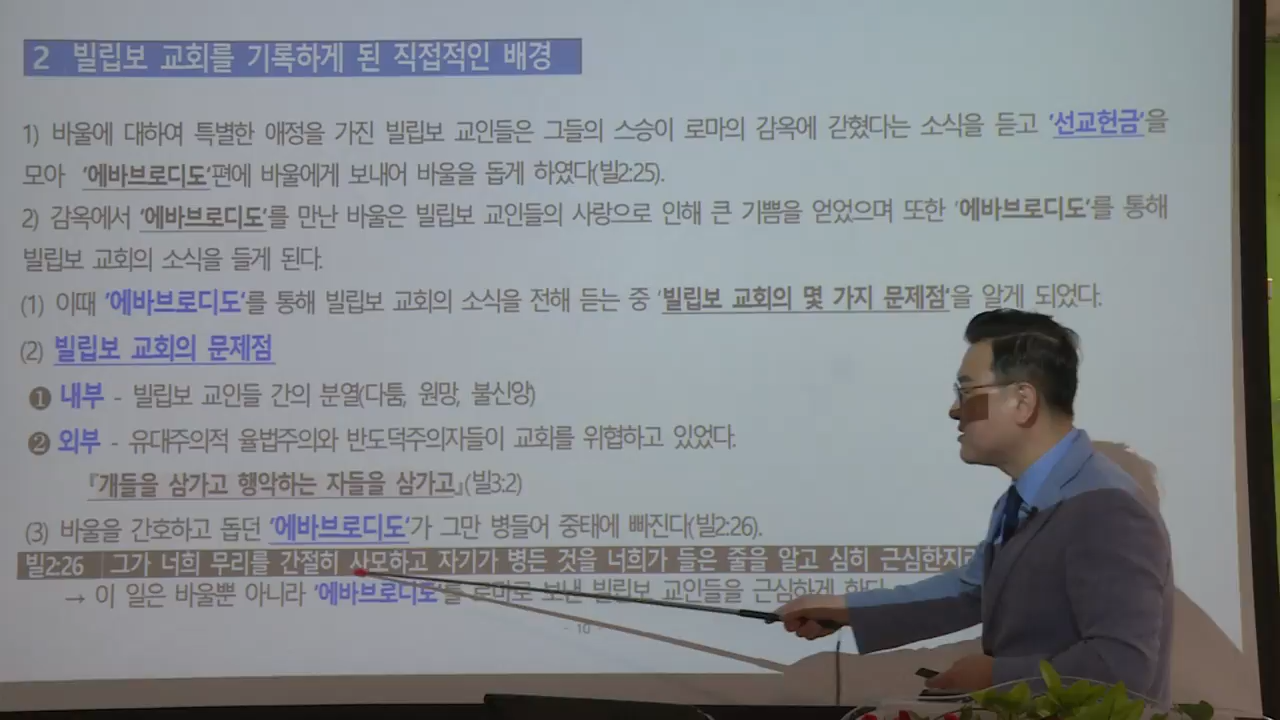 2 빌립보 교회를 기록하게 된 직접적인 배경
1) 바울에 대하여 특별한 애정을 가진 빌립보 교인들은 그들의 스승이 로마의 감옥에 갇혔다는 소식을 듣고 '선교헌금'을
모아 '에바브로디도'편에 바울에게 보내어 바울을 돕게 하였다(빌2:25).
2) 감옥에서 '에바브로디도'를 만난 바울은 빌립보 교인들의 사랑으로 인해 큰 기쁨을 얻었으며 또한 '에바브로디도'를 통해
빌립보 교회의 소식을 들게 된다.
(1) 이때 '에바브로디도'를 통해 빌립보 교회의 소식을 전해 듣는 중 '빌립보 교회의 몇 가지 문제점'을 알게 되었다.
(2) 빌립보 교회의 문제점
❶ 내부 - 빌립보 교인들 간의 분열(다툼, 원망, 불신앙)
❷ 외부 - 유대주의적 율법주의와 반도덕주의자들이 교회를 위협하고 있었다.
『개들을 삼가고 행악하는 자들을 삼가고』(빌3:2)
(3) 바울을 간호하고 돕던 '에바브로디도'가 그만 병들어 중태에 빠진다(빌2:26).
빌2:26 그가 너희 무리를 간절히 사모하고 자기가 병든 것을 너희가 들은 줄을 알고 심히 근심한지라
→ 이 일은 바울뿐 아니라 '에바브로디도'를 로마로 보낸 빌립보 교인들을 근심하게 한다
- 10 -